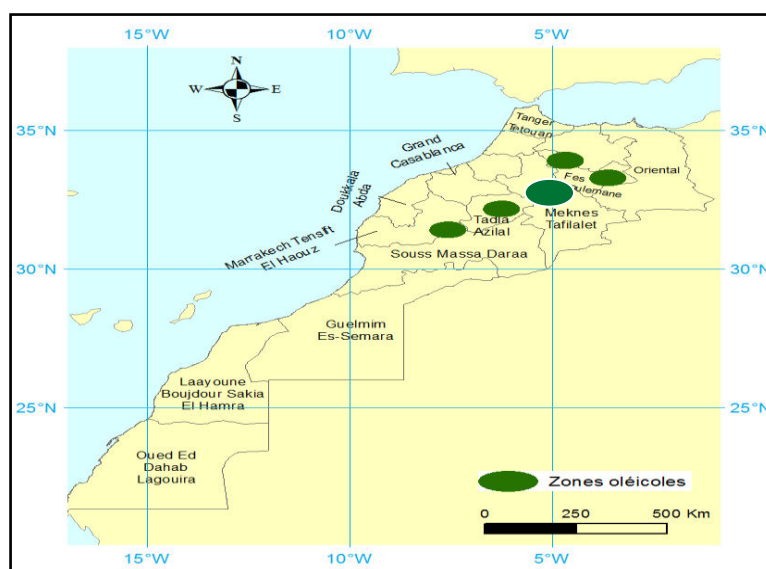 15°W 10°W 5°W
N
W E
S
35°N 35°N
Tanger
Tetouan
Grand
Casablanca
Oriental
Fes
Doukkala
Abda
Meknes
Tafilalet
Tadla
Azilal
Marrakech Tensift
El Haouz
Souss Massa Daraa
30°N 30°N
Guelmim
Es-Semara
Laayoune
Boujdour Sakia
El Hamra
25°N 25°N
Oued Ed
Dahab
Lagouira
Zones oléicoles
0 250 500 Km
15°W 10°W 5°W